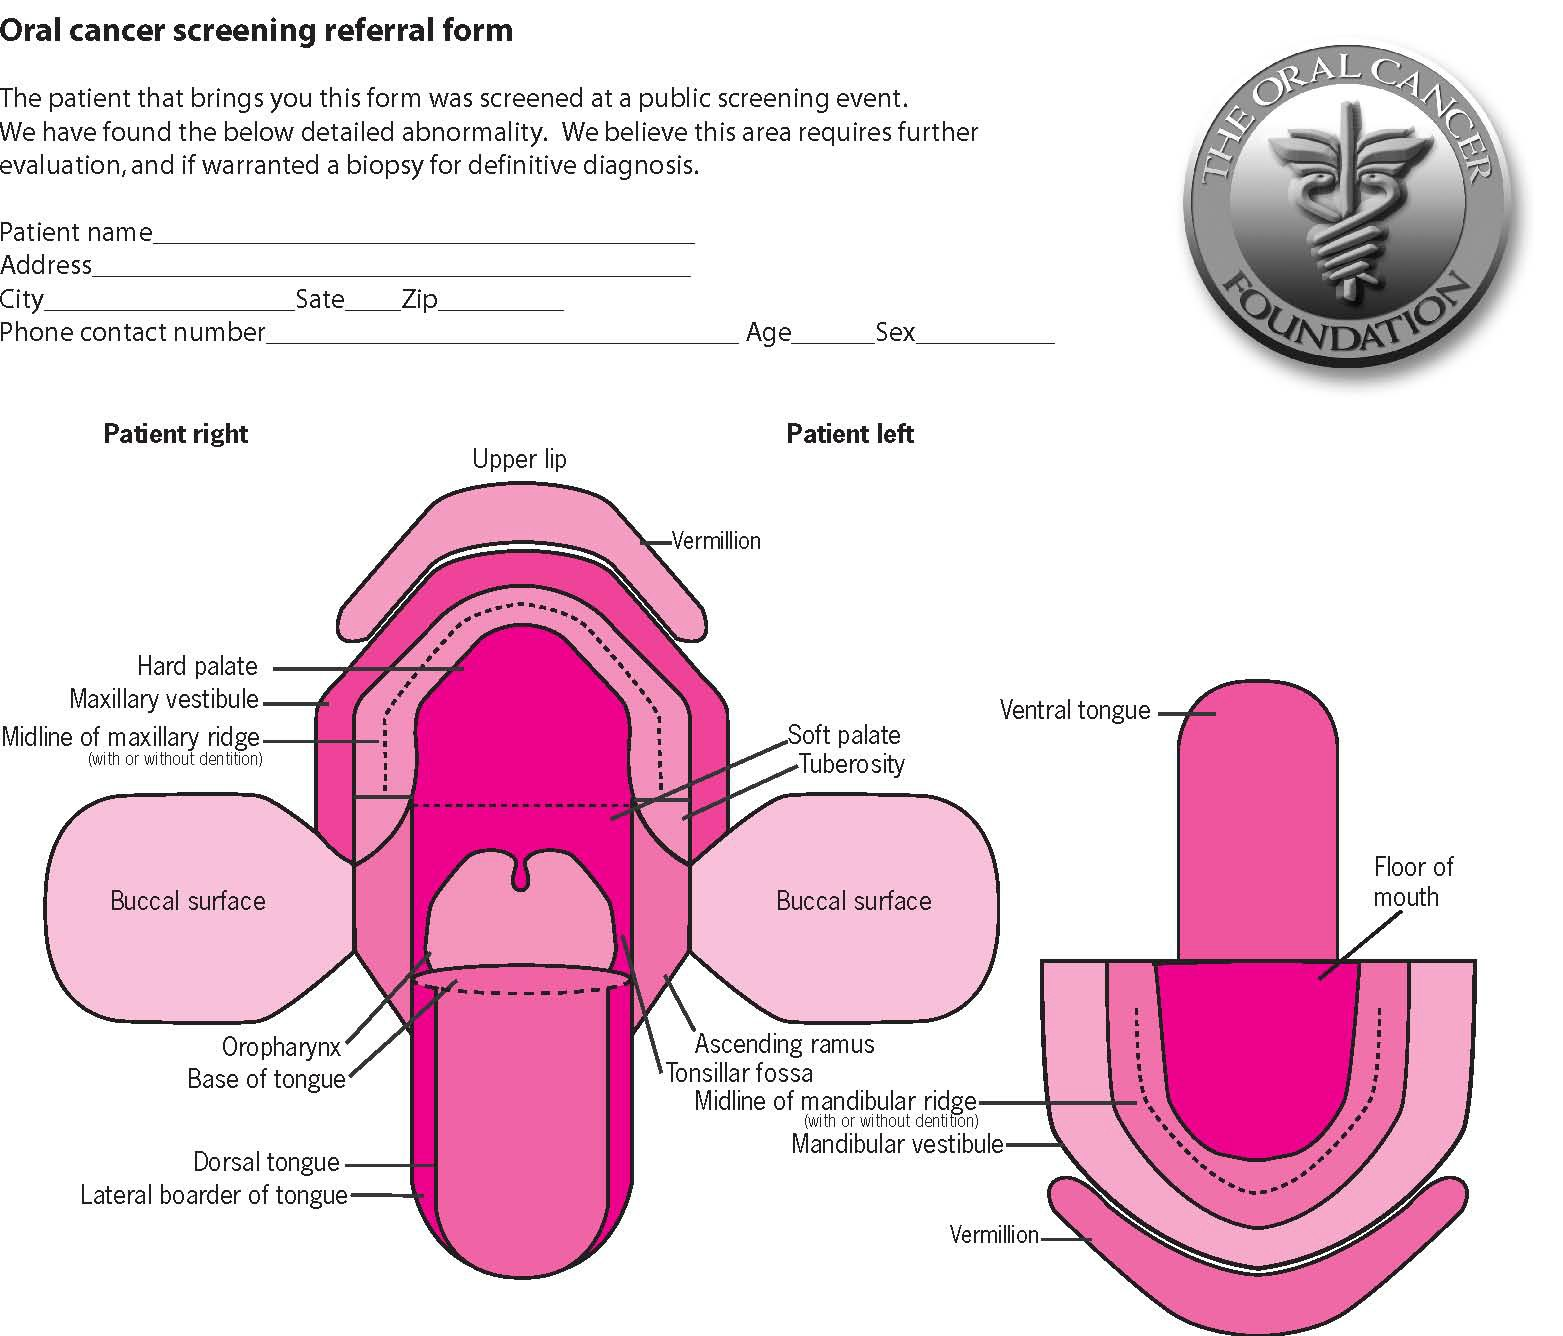 Oral cancer screening referral form
THE ORAL CANCER
FOUNDATION
The patient that brings you this form was screened at a public screening event.
We have found the below detailed abnormality.  We believe this area requires further
evaluation, and if warranted a biopsy for definitive diagnosis.
Patient name
Address
City Sate Zip
Phone contact number Age Sex
Patient right
Patient left
Upper lip
Vermillion
Hard palate
Maxillary vestibule
Midline of maxillary ridge
(with or without dentition)
Soft palate
Tuberosity
Buccal surface
Buccal surface
Oropharynx
Base of tongue
Ascending ramus
Tonsillar fossa
Dorsal tongue
Lateral boarder of tongue
Ventral tongue
Floor of
mouth
Midline of mandibular ridge
(with or without dentition)
Mandibular vestibule
Vermillion